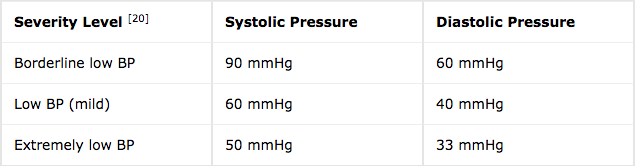 Severity Level [20] Systolic Pressure Diastolic Pressure
Borderline low BP 90 mmHg 60 mmHg
Low BP (mild) 60 mmHg 40 mmHg
Extremely low BP 50 mmHg 33 mmHg